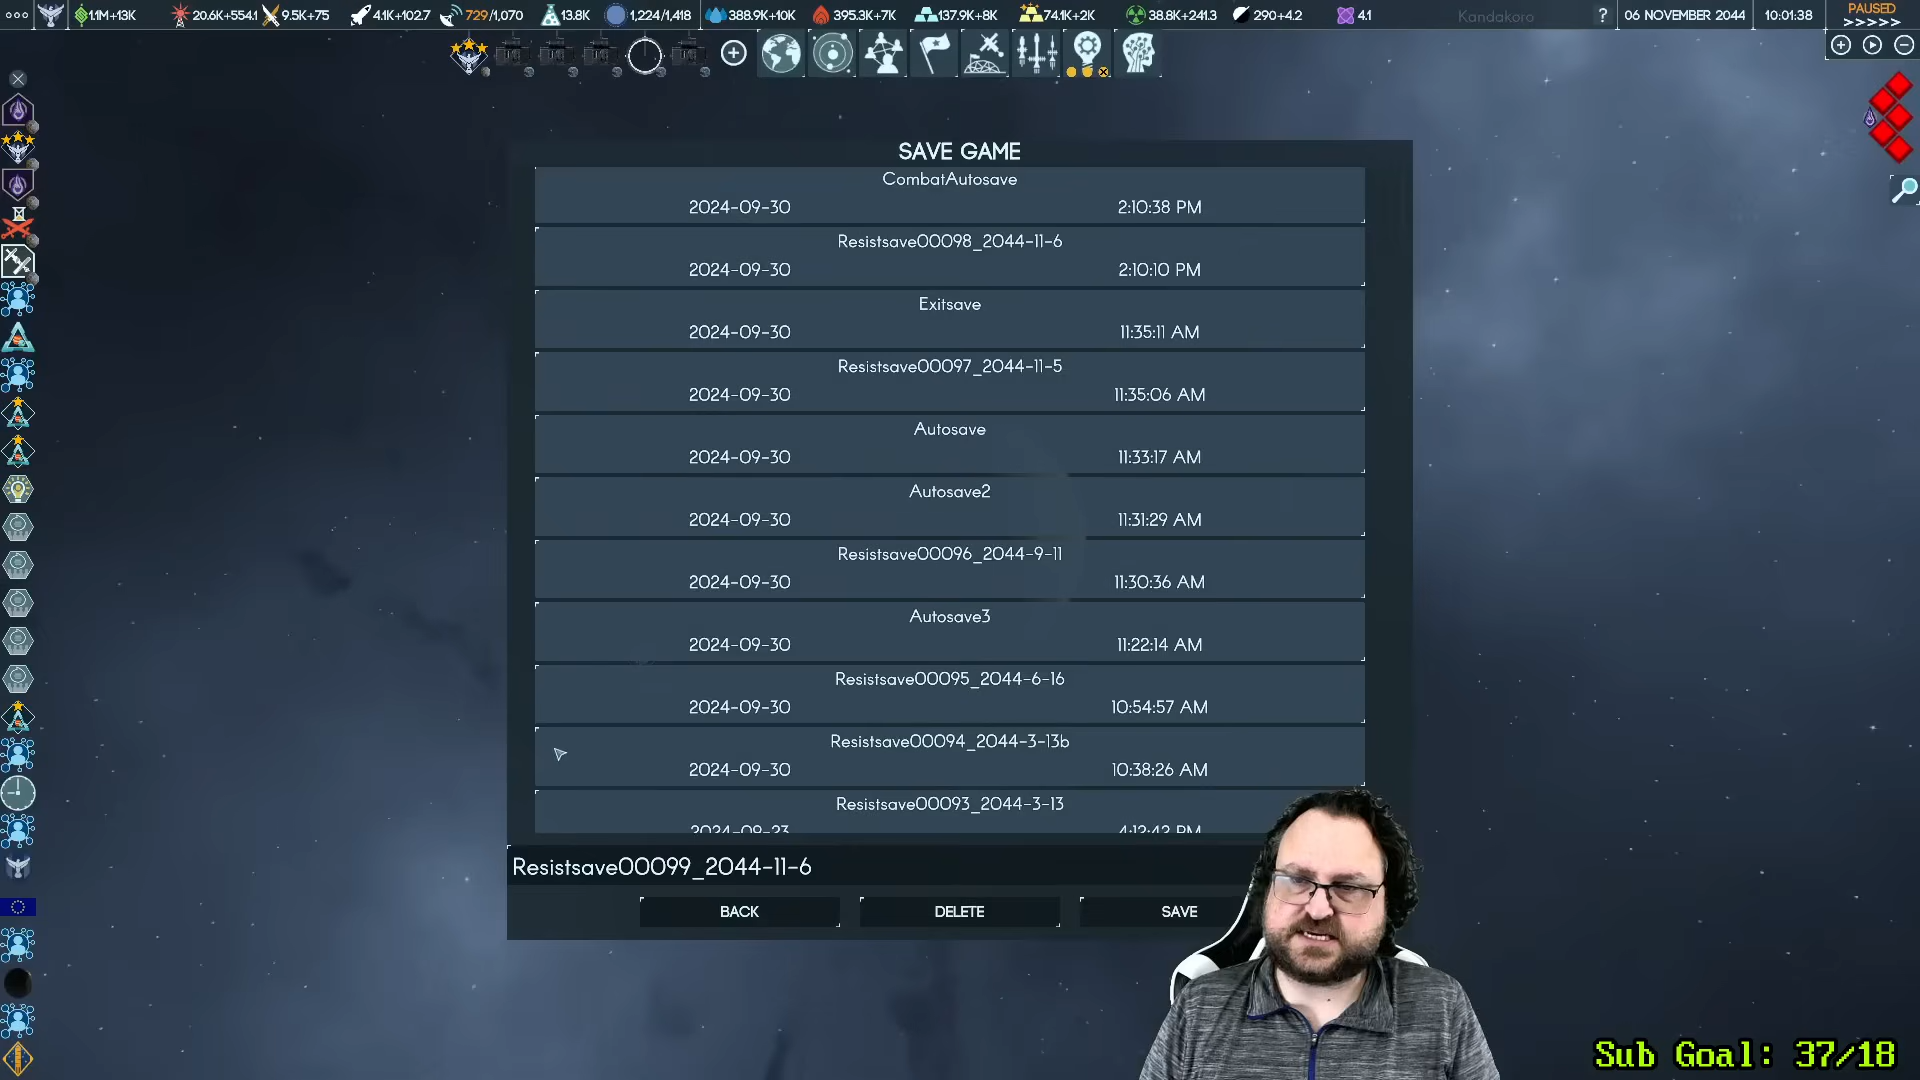 1.1M+13K 20.6K+554.1 9.5K+75 4.1K+102.7 729/1,070 13.8K 1,224/1,418 388.9K+10K 395.3K+7K 137.9K+8K 74.1K+2K 38.8K+241.3 290+4.2 4.1 Kandakoro ? 06 NOVEMBER 2044 10:01:38 PAUSED
>>>>>
SAVE GAME
CombatAutosave
2024-09-30 2:10:38 PM
Resistsave00098_2044-11-6
2024-09-30 2:10:10 PM
Exitsave
2024-09-30 11:35:11 AM
Resistsave00097_2044-11-5
2024-09-30 11:35:06 AM
Autosave
2024-09-30 11:33:17 AM
Autosave2
2024-09-30 11:31:29 AM
Resistsave00096_2044-9-11
2024-09-30 11:30:36 AM
Autosave3
2024-09-30 11:22:14 AM
Resistsave00095_2044-6-16
2024-09-30 10:54:57 AM
Resistsave00094_2044-3-13b
2024-09-30 10:38:26 AM
Resistsave00093_2044-3-13
2024-09-23 4:12:42 PM
Resistsave00099_2044-11-6
BACK DELETE SAVE
Sub Goal: 37/18